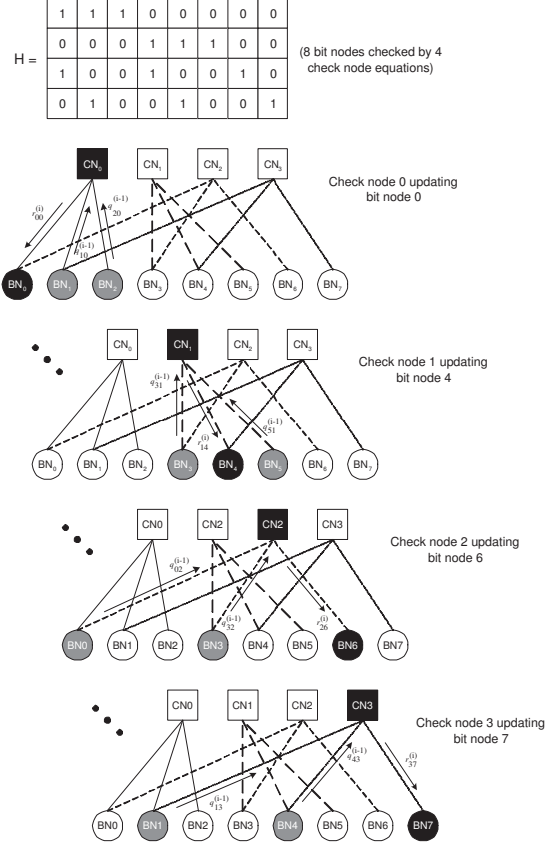 1 1 1 0 0 0 0 0
H = 0 0 0 1 1 1 0 0
1 0 0 1 0 0 1 0
0 1 0 0 1 0 0 1
(8 bit nodes checked by 4
check node equations)
CN₀ CN₁ CN₂ CN₃
Check node 0 updating
bit node 0
r₀₀⁽ⁱ⁾ q₁₀⁽ⁱ⁻¹⁾ q₂₀⁽ⁱ⁻¹⁾
BN₀ BN₁ BN₂ BN₃ BN₄ BN₅ BN₆ BN₇
CN₀ CN₁ CN₂ CN₃
Check node 1 updating
bit node 4
q₃₁⁽ⁱ⁻¹⁾ r₁₄⁽ⁱ⁾ q₅₁⁽ⁱ⁻¹⁾
BN₀ BN₁ BN₂ BN₃ BN₄ BN₅ BN₆ BN₇
CN0 CN2 CN2 CN3
Check node 2 updating
bit node 6
q₀₂⁽ⁱ⁻¹⁾ q₃₂⁽ⁱ⁻¹⁾ r₂₆⁽ⁱ⁾
BN0 BN1 BN2 BN3 BN4 BN5 BN6 BN7
CN0 CN1 CN2 CN3
Check node 3 updating
bit node 7
q₁₃⁽ⁱ⁻¹⁾ q₄₃⁽ⁱ⁻¹⁾ r₃₇⁽ⁱ⁾
BN0 BN1 BN2 BN3 BN4 BN5 BN6 BN7